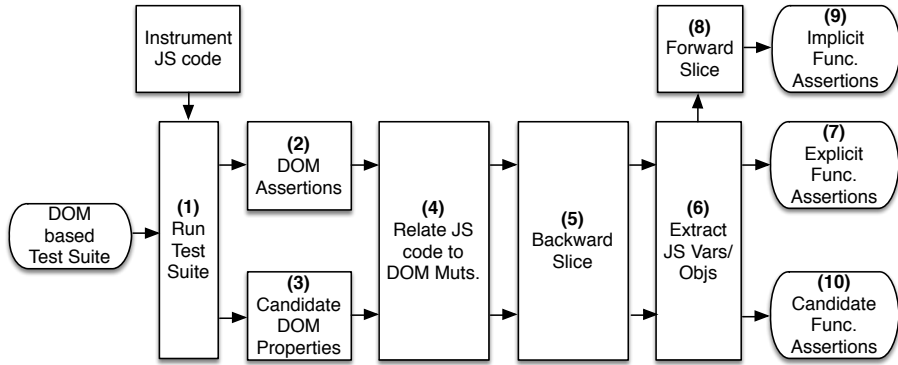 Instrument
JS code
(8)
Forward
Slice
(9)
Implicit
Func.
Assertions
DOM
based
Test Suite
(1)
Run
Test
Suite
(2)
DOM
Assertions
(3)
Candidate
DOM
Properties
(4)
Relate JS
code to
DOM Muts.
(5)
Backward
Slice
(6)
Extract
JS Vars/
Objs
(7)
Explicit
Func.
Assertions
(10)
Candidate
Func.
Assertions